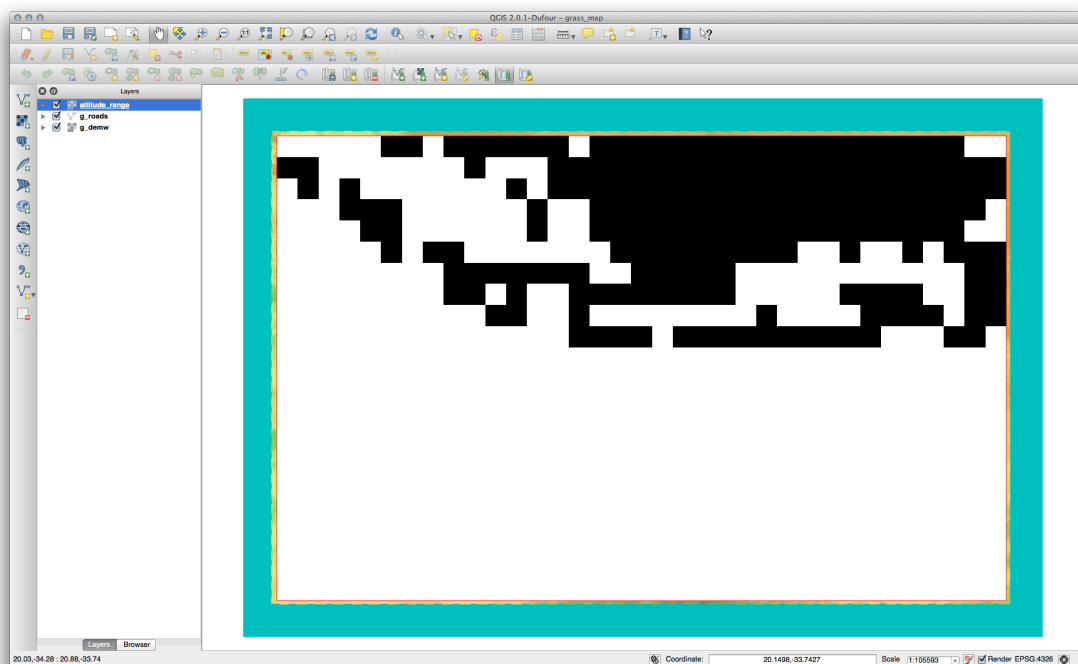 QGIS 2.0.1-Dufour - grass_map
Layers
altitude_range
g_roads
g_demw
Layers Browser
20.03,-34.28 : 20.88,-33.74 Coordinate: 20.1498,-33.7427 Scale 1:105593 Render EPSG:4326